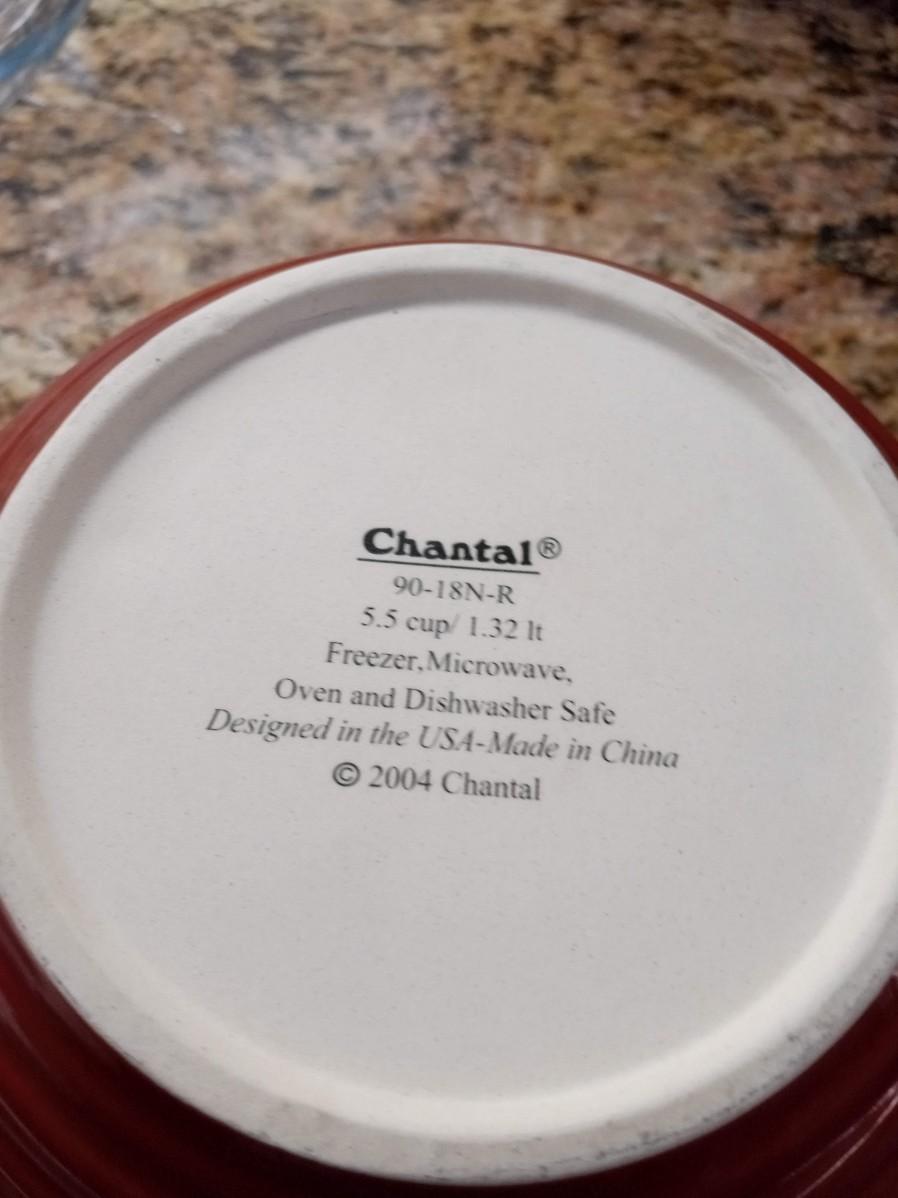 Chantal®
90-18N-R
5.5 cup/ 1.32 lt
Freezer,Microwave,
Oven and Dishwasher Safe
Designed in the USA-Made in China
© 2004 Chantal